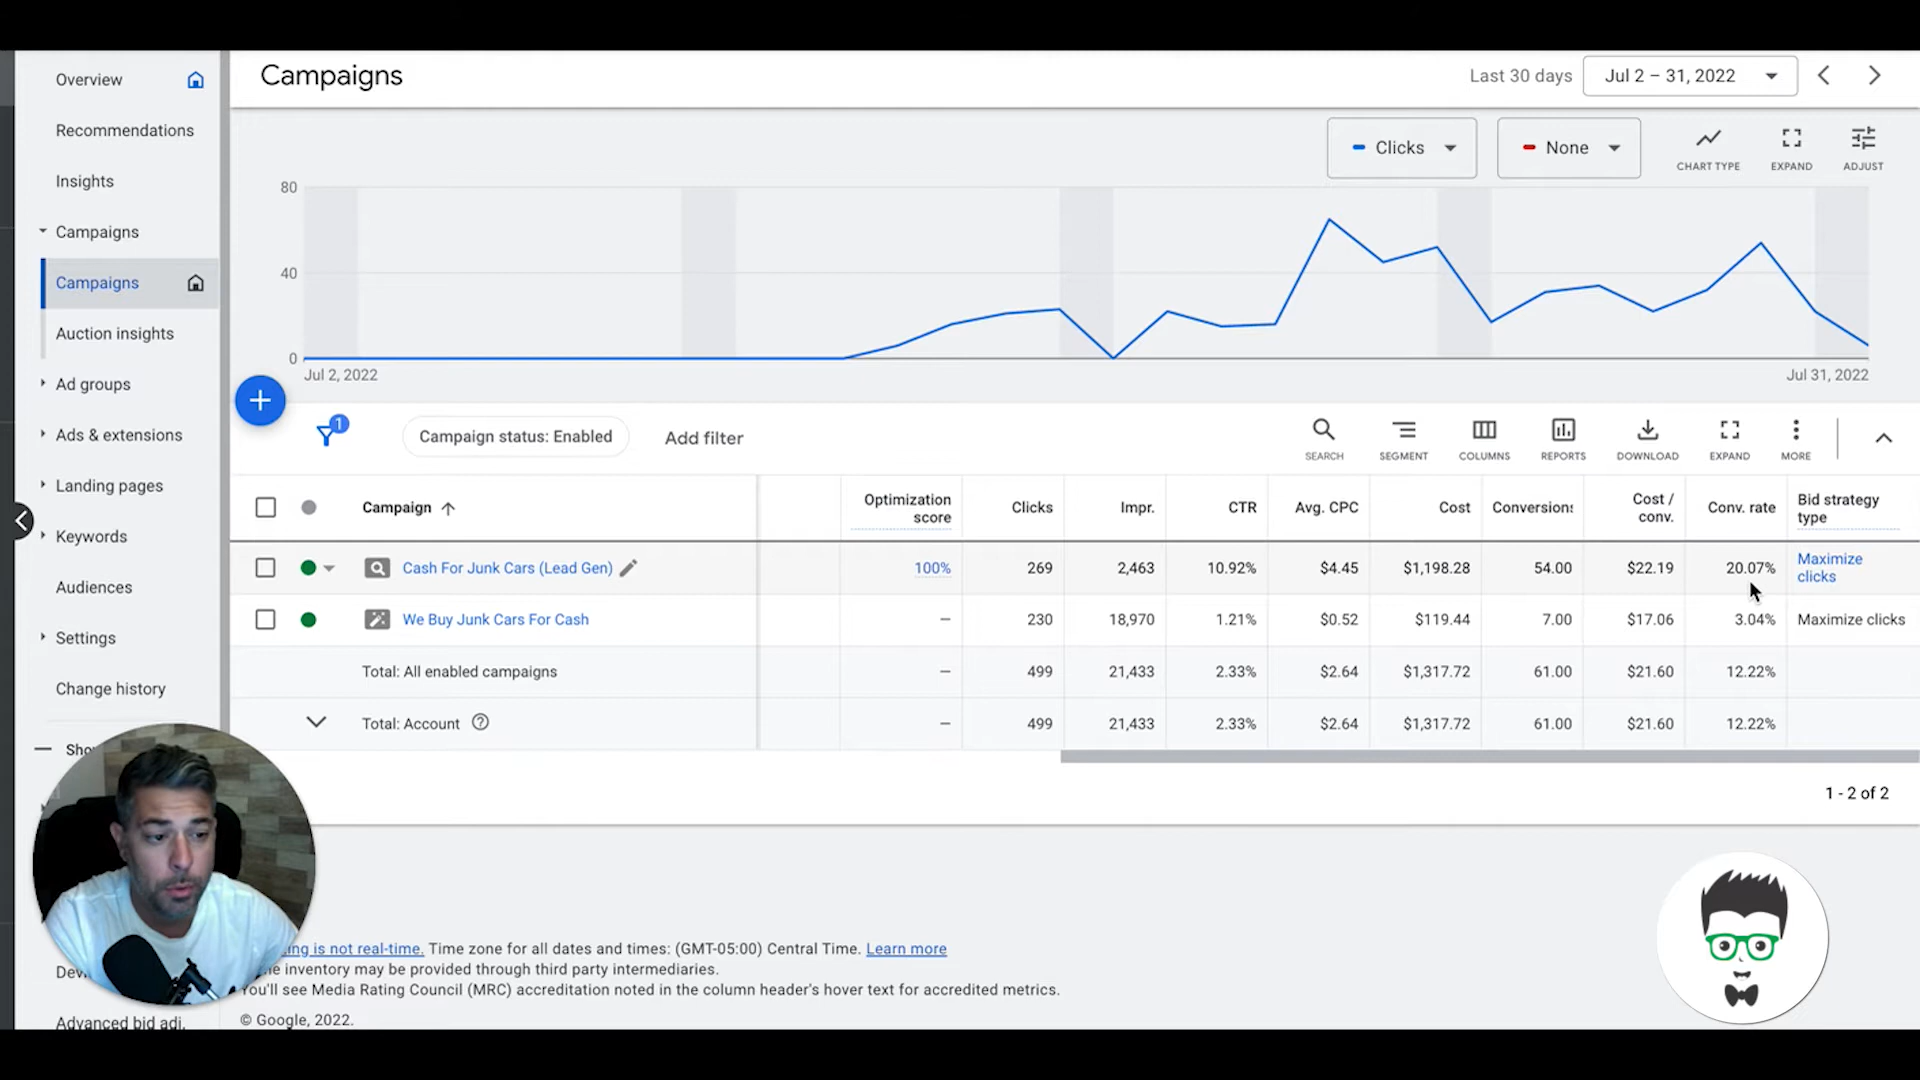 Campaigns
Last 30 days
Jul 2 – 31, 2022
Overview
Recommendations
Insights
Campaigns
Campaigns
Auction insights
Ad groups
Ads & extensions
Landing pages
Keywords
Audiences
Settings
Change history
Clicks
None
CHART TYPE
EXPAND
ADJUST
80
40
0
Jul 2, 2022
Jul 31, 2022
1
Campaign status: Enabled
Add filter
SEARCH
SEGMENT
COLUMNS
REPORTS
DOWNLOAD
EXPAND
MORE
Campaign
Optimization score
Clicks
Impr.
CTR
Avg. CPC
Cost
Conversions
Cost / conv.
Conv. rate
Bid strategy type
Cash For Junk Cars (Lead Gen) 100% 269 2,463 10.92% $4.45 $1,198.28 54.00 $22.19 20.07% Maximize clicks
We Buy Junk Cars For Cash – 230 18,970 1.21% $0.52 $119.44 7.00 $17.06 3.04% Maximize clicks
Total: All enabled campaigns – 499 21,433 2.33% $2.64 $1,317.72 61.00 $21.60 12.22%
Total: Account ? – 499 21,433 2.33% $2.64 $1,317.72 61.00 $21.60 12.22%
1 - 2 of 2
is not real-time. Time zone for all dates and times: (GMT-05:00) Central Time. Learn more
inventory may be provided through third party intermediaries.
You'll see Media Rating Council (MRC) accreditation noted in the column header's hover text for accredited metrics.
Advanced bid adj.
© Google, 2022.